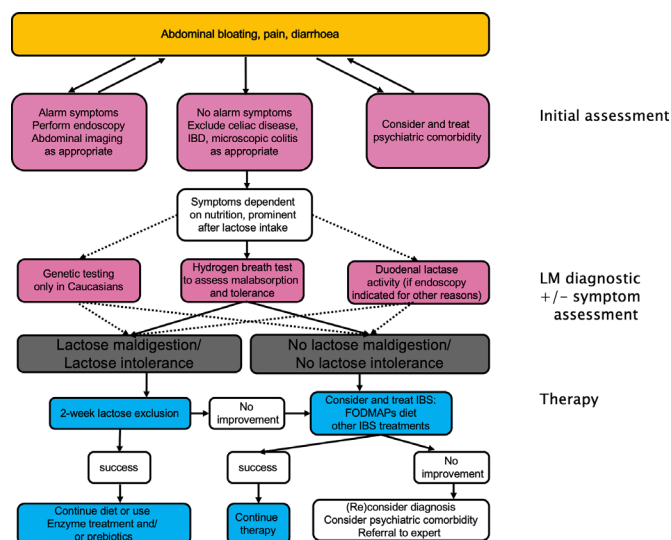 Abdominal bloating, pain, diarrhoea
Alarm symptoms
Perform endoscopy
Abdominal imaging
as appropriate
No alarm symptoms
Exclude celiac disease,
IBD, microscopic colitis
as appropriate
Consider and treat
psychiatric comorbidity
Initial assessment
Symptoms dependent
on nutrition, prominent
after lactose intake
Genetic testing
only in Caucasians
Hydrogen breath test
to assess malabsorption
and tolerance
Duodenal lactase
activity (if endoscopy
indicated for other reasons)
LM diagnostic
+/− symptom
assessment
Lactose maldigestion/
Lactose intolerance
No lactose maldigestion/
No lactose intolerance
Therapy
2-week lactose exclusion
No
improvement
Consider and treat IBS:
FODMAPs diet
other IBS treatments
success
success
No
improvement
Continue diet or use
Enzyme treatment and/
or prebiotics
Continue
therapy
(Re)consider diagnosis
Consider psychiatric comorbidity
Referral to expert